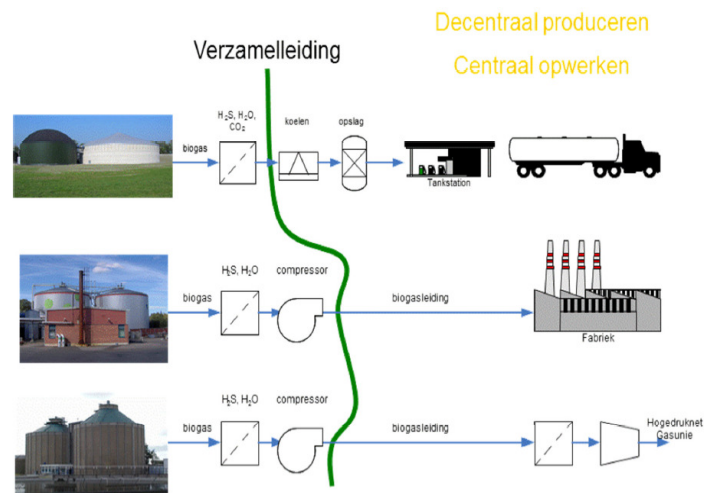 Decentraal produceren
Centraal opwerken
Verzamelleiding
H₂S, H₂O,
CO₂
koelen
opslag
biogas
Tankstation
H₂S, H₂O
compressor
biogas
biogasleiding
Fabriek
H₂S, H₂O
compressor
biogas
biogasleiding
Hogedruknet
Gasunie